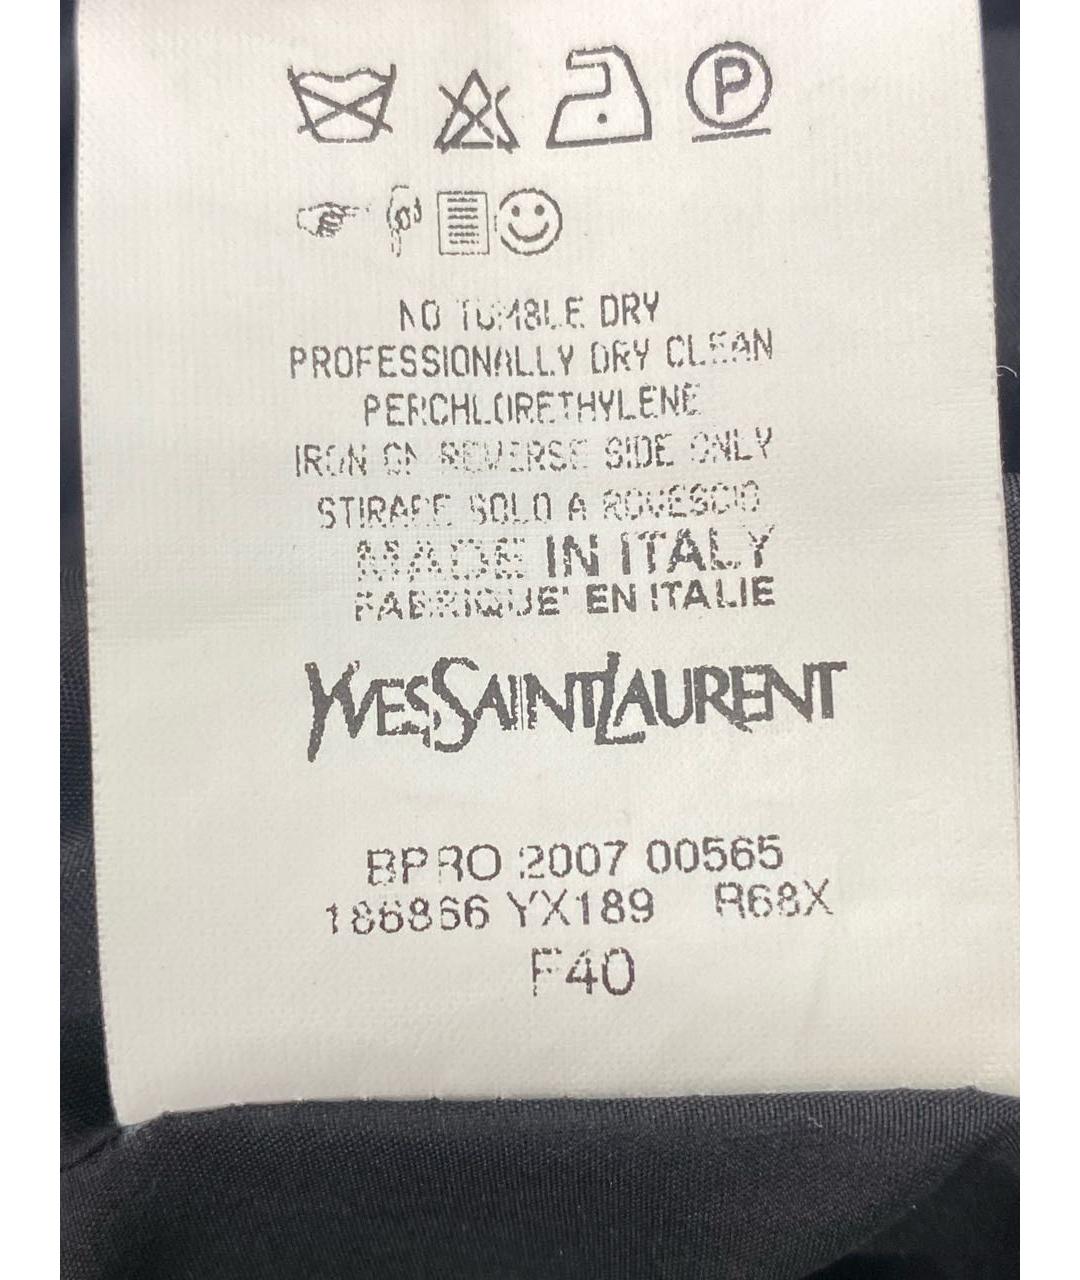 P
NO TUMBLE DRY
PROFESSIONALLY DRY CLEAN
PERCHLORETHYLENE
IRON ON REVERSE SIDE ONLY
STIRARE SOLO A ROVESCIO
MADE IN ITALY
FABRIQUE' EN ITALIE
YVESSAINTLAURENT
BPRO 2007 00565
186866 YX189 R68X
F40